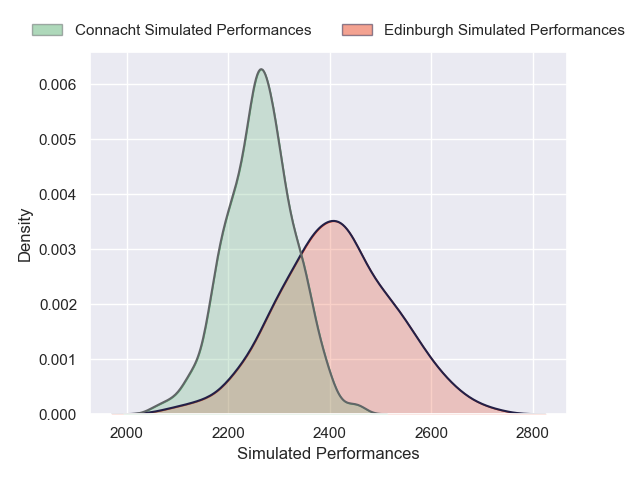 Connacht Simulated Performances Edinburgh Simulated Performances
0.006
0.005
0.004
0.003
0.002
0.001
0.000
Density
2000 2200 2400 2600 2800
Simulated Performances